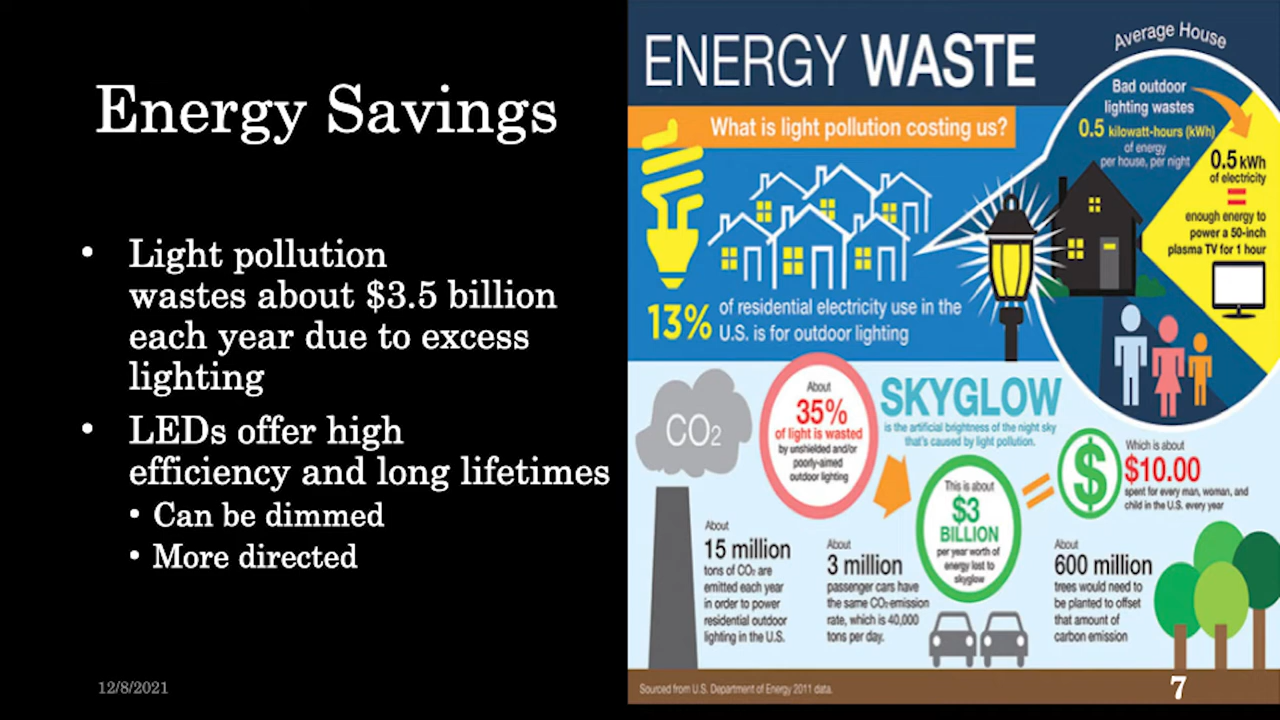 Energy Savings
• Light pollution
wastes about $3.5 billion
each year due to excess
lighting
• LEDs offer high
efficiency and long lifetimes
• Can be dimmed
• More directed
12/8/2021
ENERGY WASTE
What is light pollution costing us?
13%
of residential electricity use in the
U.S. is for outdoor lighting
Average House
Bad outdoor
lighting wastes
0.5 kilowatt-hours (kWh)
of energy
per house, per night
0.5 kWh
of electricity
=
enough energy to
power a 50-inch
plasma TV for 1 hour
CO₂
About
35%
of light is wasted
by unshielded and/or
poorly-aimed
outdoor lighting
SKYGLOW
is the artificial brightness of the night sky
that's caused by light pollution.
This is about
$3
BILLION
per year worth of
energy lost to
skyglow
=
$
Which is about
$10.00
spent for every man, woman, and
child in the U.S. every year
About
15 million
tons of CO₂ are
emitted each year
in order to power
residential outdoor
lighting in the U.S.
About
3 million
passenger cars have
the same CO₂ emission
rate, which is 40,000
tons per day.
About
600 million
trees would need to
be planted to offset
that amount of
carbon emission
Sourced from U.S. Department of Energy 2011 data.
7